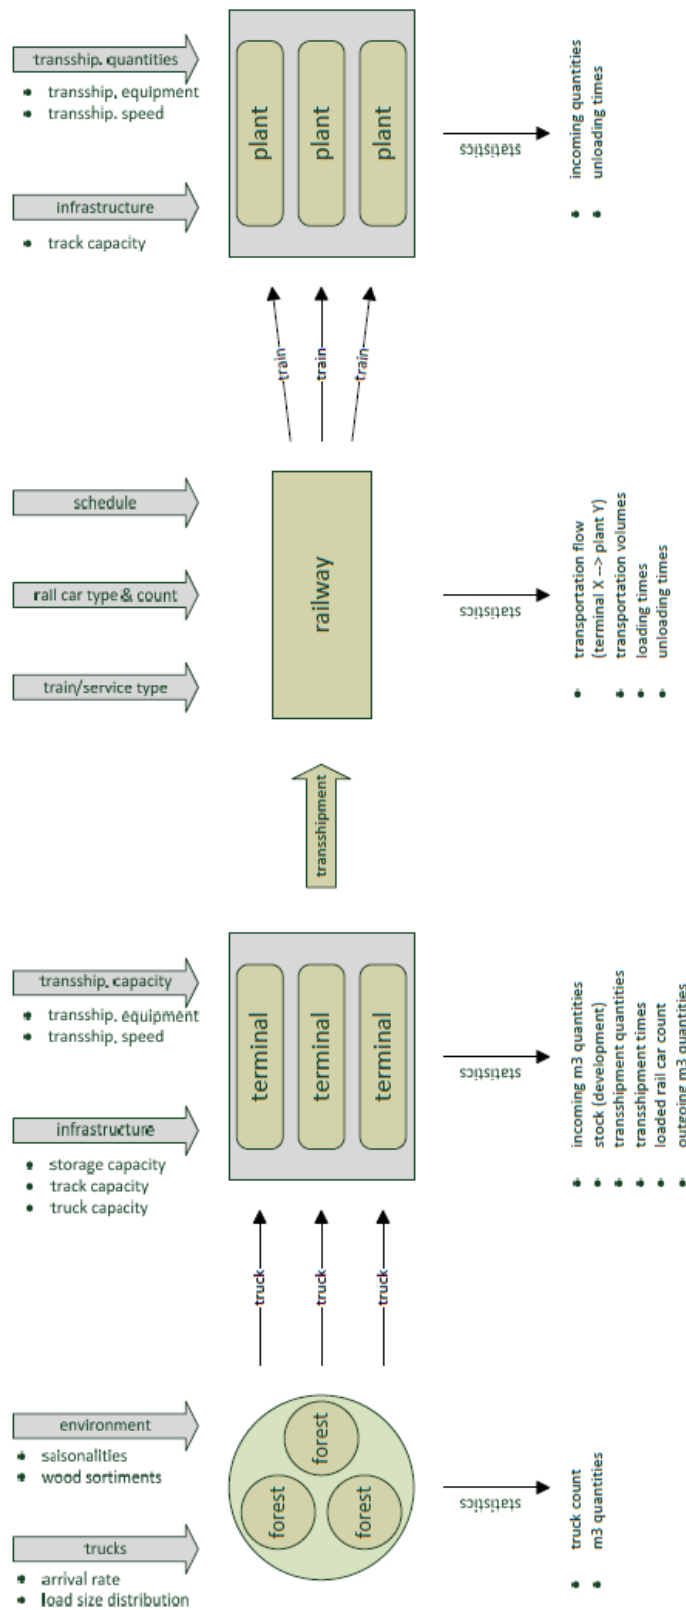 transship. quantities
• transship. equipment
• transship. speed
infrastructure
• track capacity
plant
plant
plant
statistics
• incoming quantities
• unloading times
train
train
train
schedule
rail car type & count
train/service type
railway
statistics
• transportation flow
(terminal X --> plant Y)
• transportation volumes
• loading times
• unloading times
transshipment
transship. capacity
• transship. equipment
• transship. speed
infrastructure
• storage capacity
• track capacity
• truck capacity
terminal
terminal
terminal
statistics
• incoming m3 quantities
• stock (development)
• transshipment quantities
• transshipment times
• loaded rail car count
• outgoing m3 quantities
truck
truck
truck
environment
• saisonalities
• wood sortiments
trucks
• arrival rate
• load size distribution
forest
forest
forest
statistics
• truck count
• m3 quantities